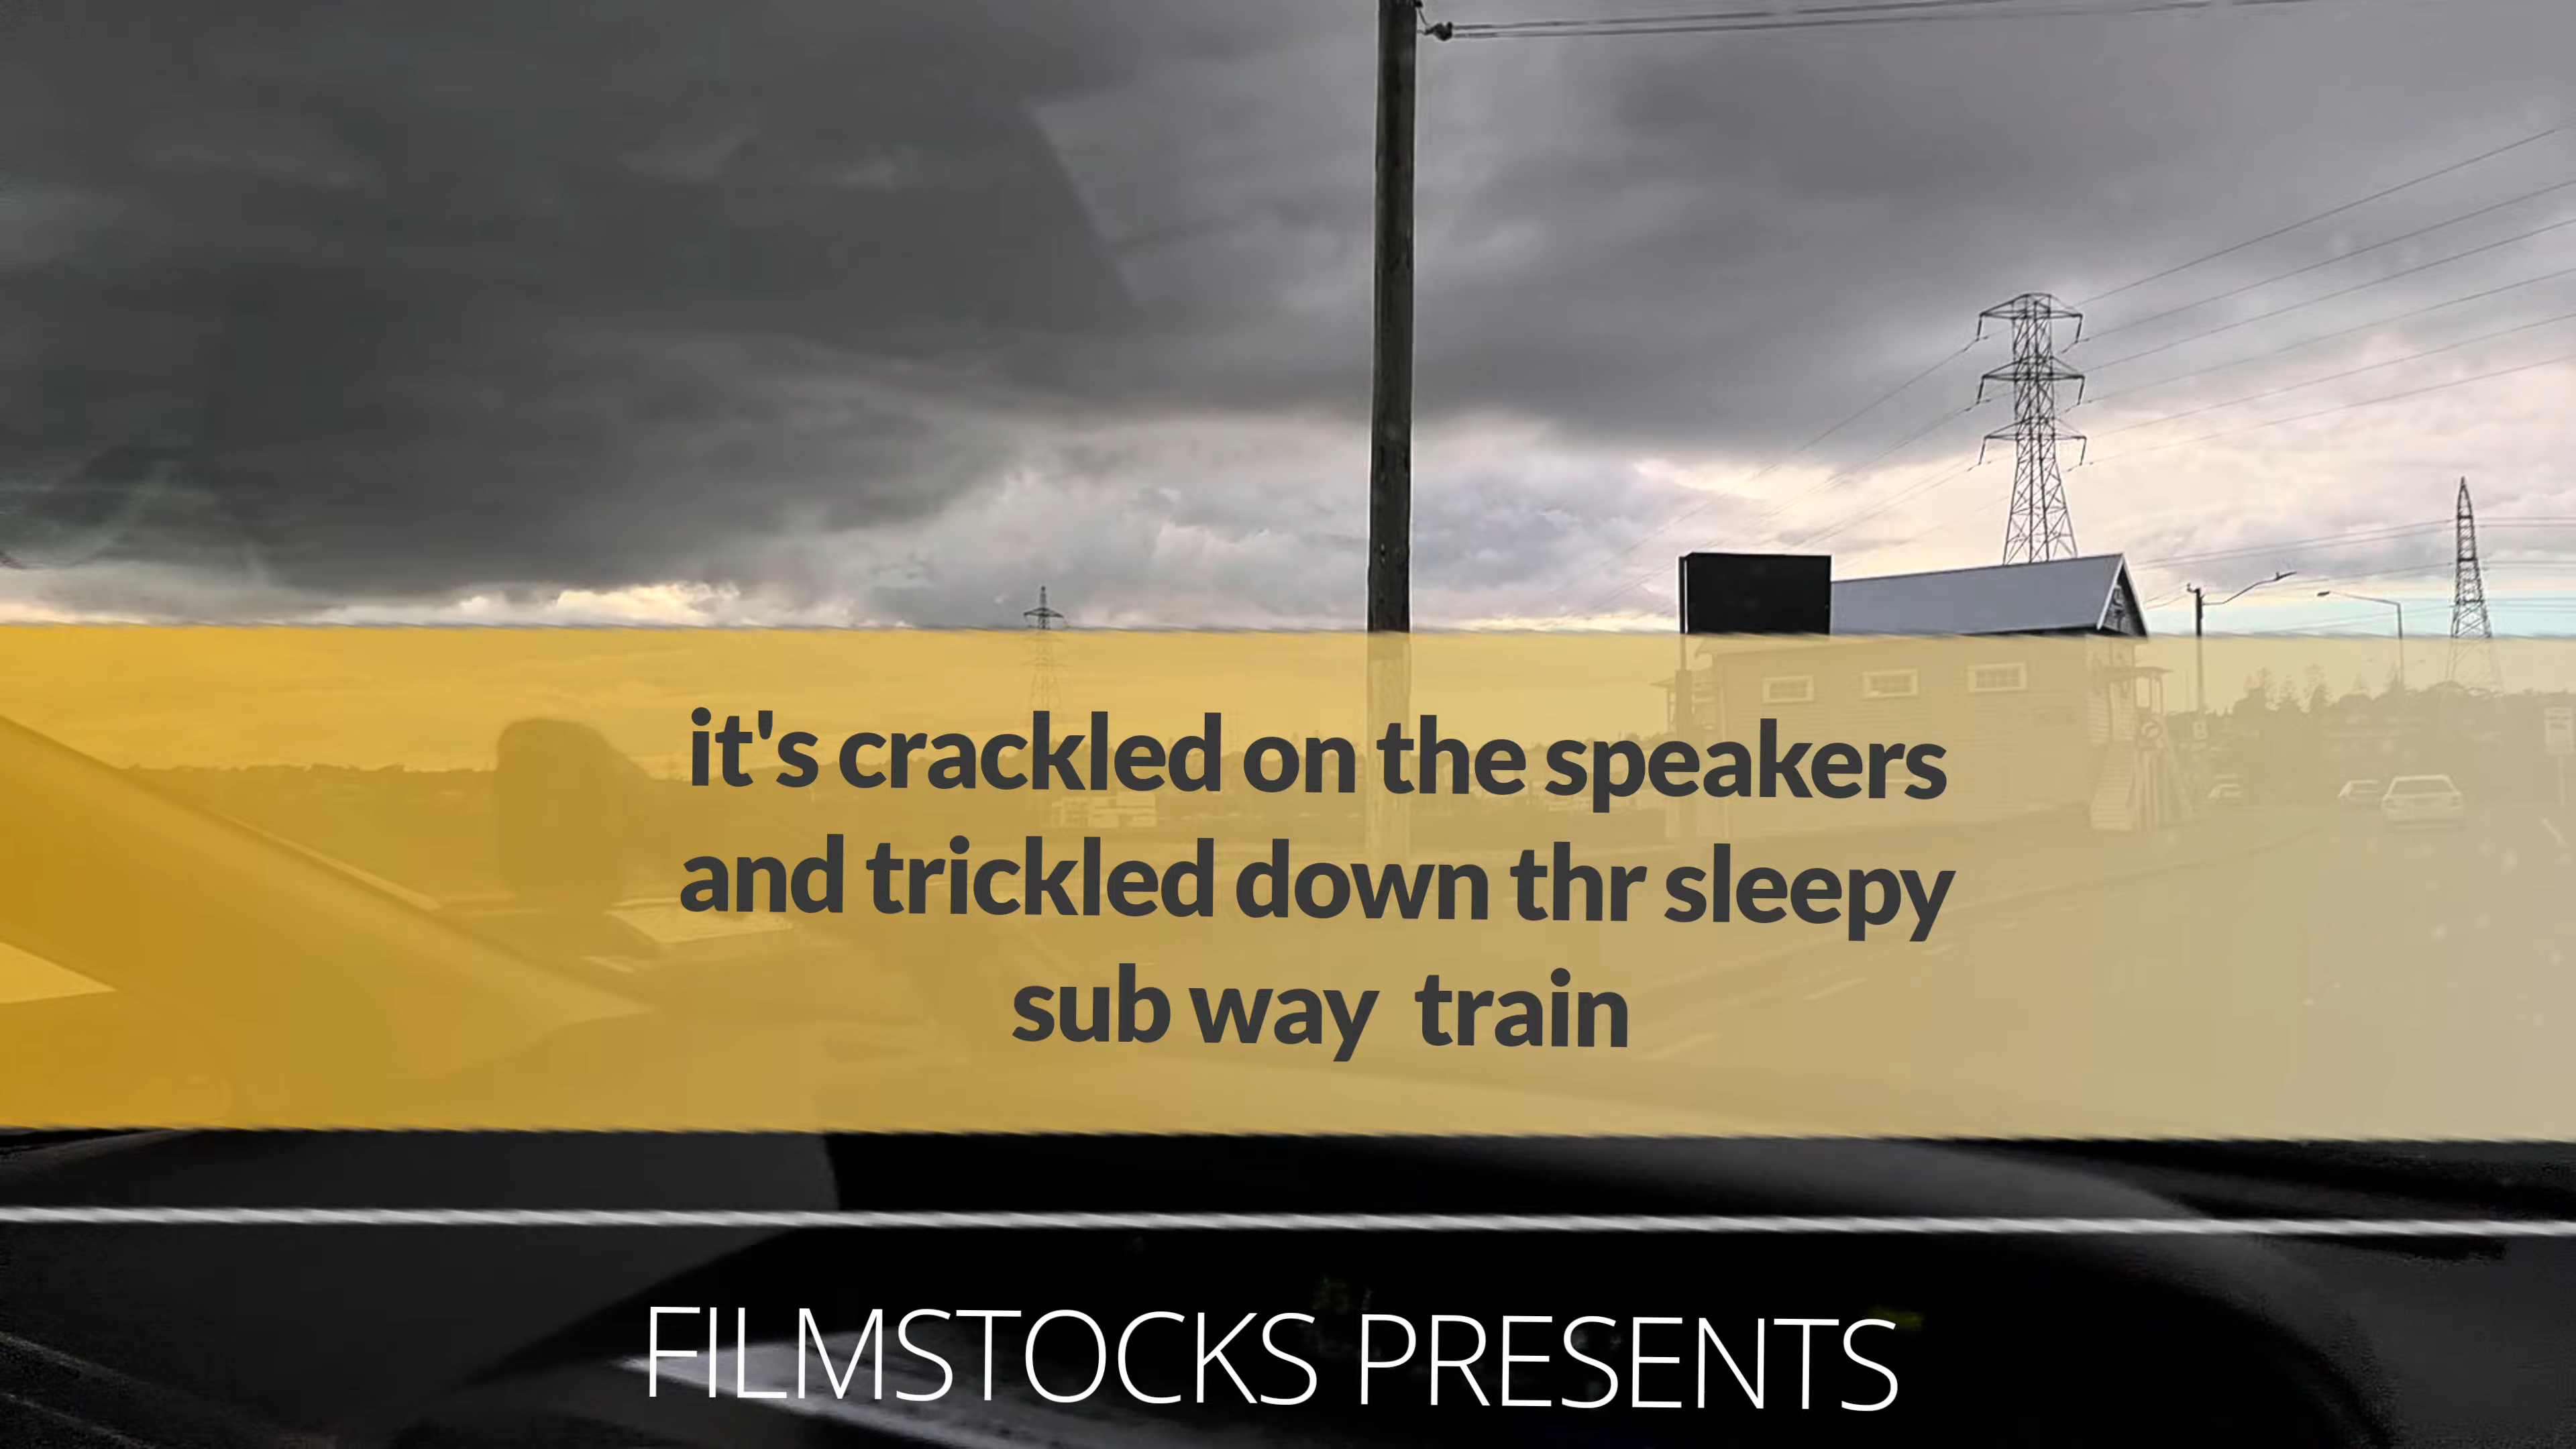 it's crackled on the speakers
and trickled down thr sleepy
sub way  train
FILMSTOCKS PRESENTS